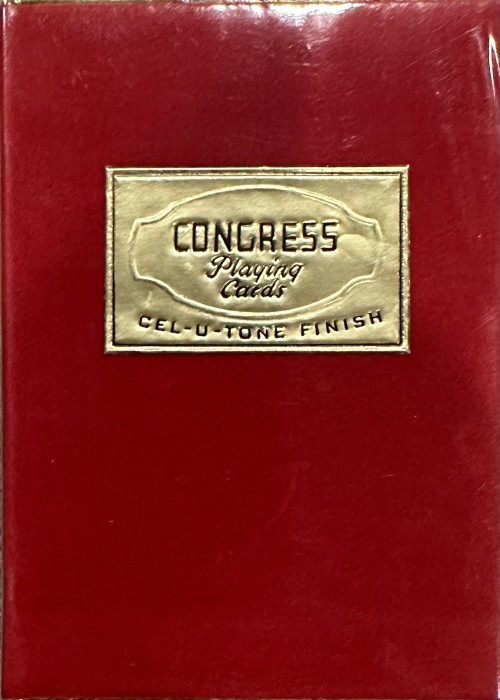 CONGRESS
Playing
Cards
CEL-U-TONE FINISH